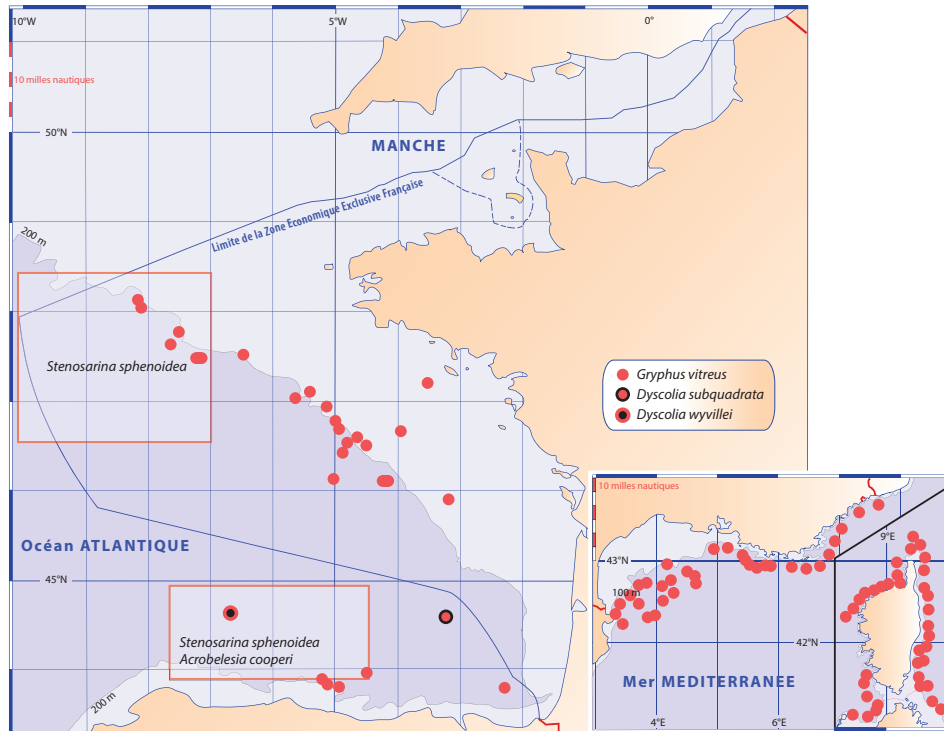 10°W
5°W
0°
10 milles nautiques
50°N
MANCHE
Limite de la Zone Economique Exclusive Française
200 m
Stenosarina sphenoidea
Gryphus vitreus
Dyscolia subquadrata
Dyscolia wyvillei
Océan ATLANTIQUE
45°N
Stenosarina sphenoidea
Acrobelesia cooperi
200 m
10 milles nautiques
9°E
43°N
100 m
42°N
Mer MEDITERRANEE
4°E
6°E